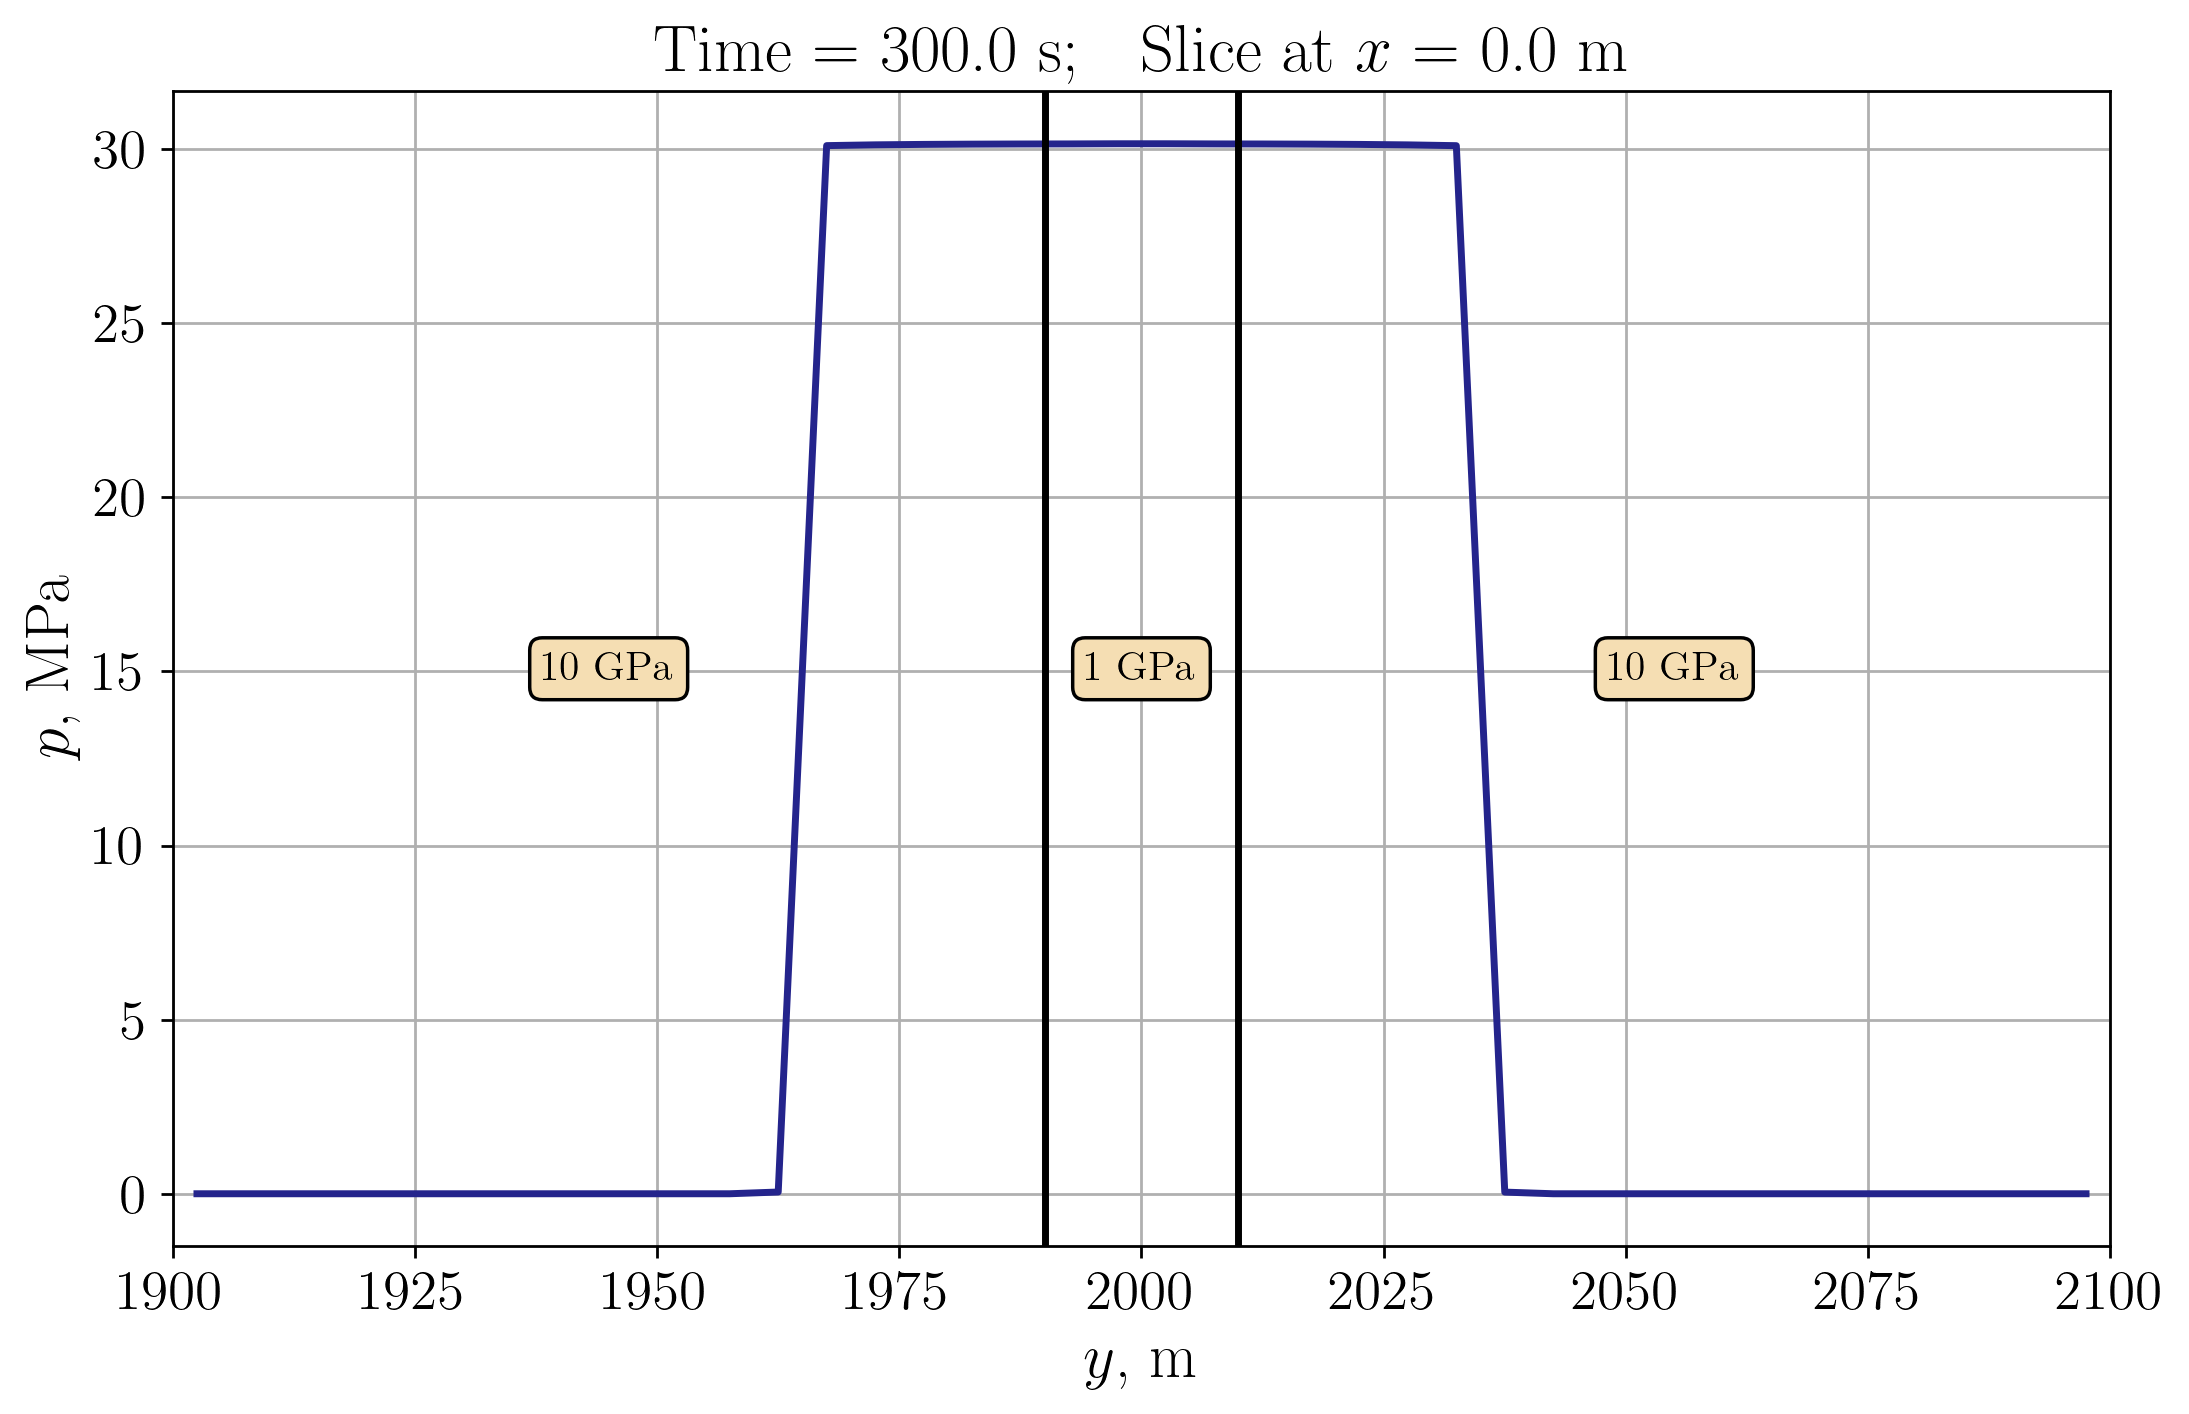 Time = 300.0 s; Slice at x = 0.0 m
30
25
20
15
10
5
0
p, MPa
10 GPa
1 GPa
10 GPa
1900 1925 1950 1975 2000 2025 2050 2075 2100
y, m